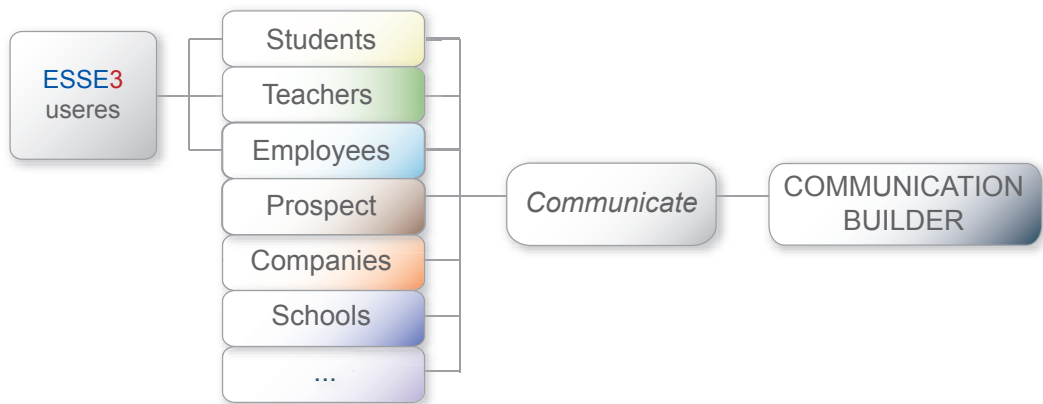 ESSE3
useres
Students
Teachers
Employees
Prospect
Companies
Schools
...
Communicate
COMMUNICATION
BUILDER